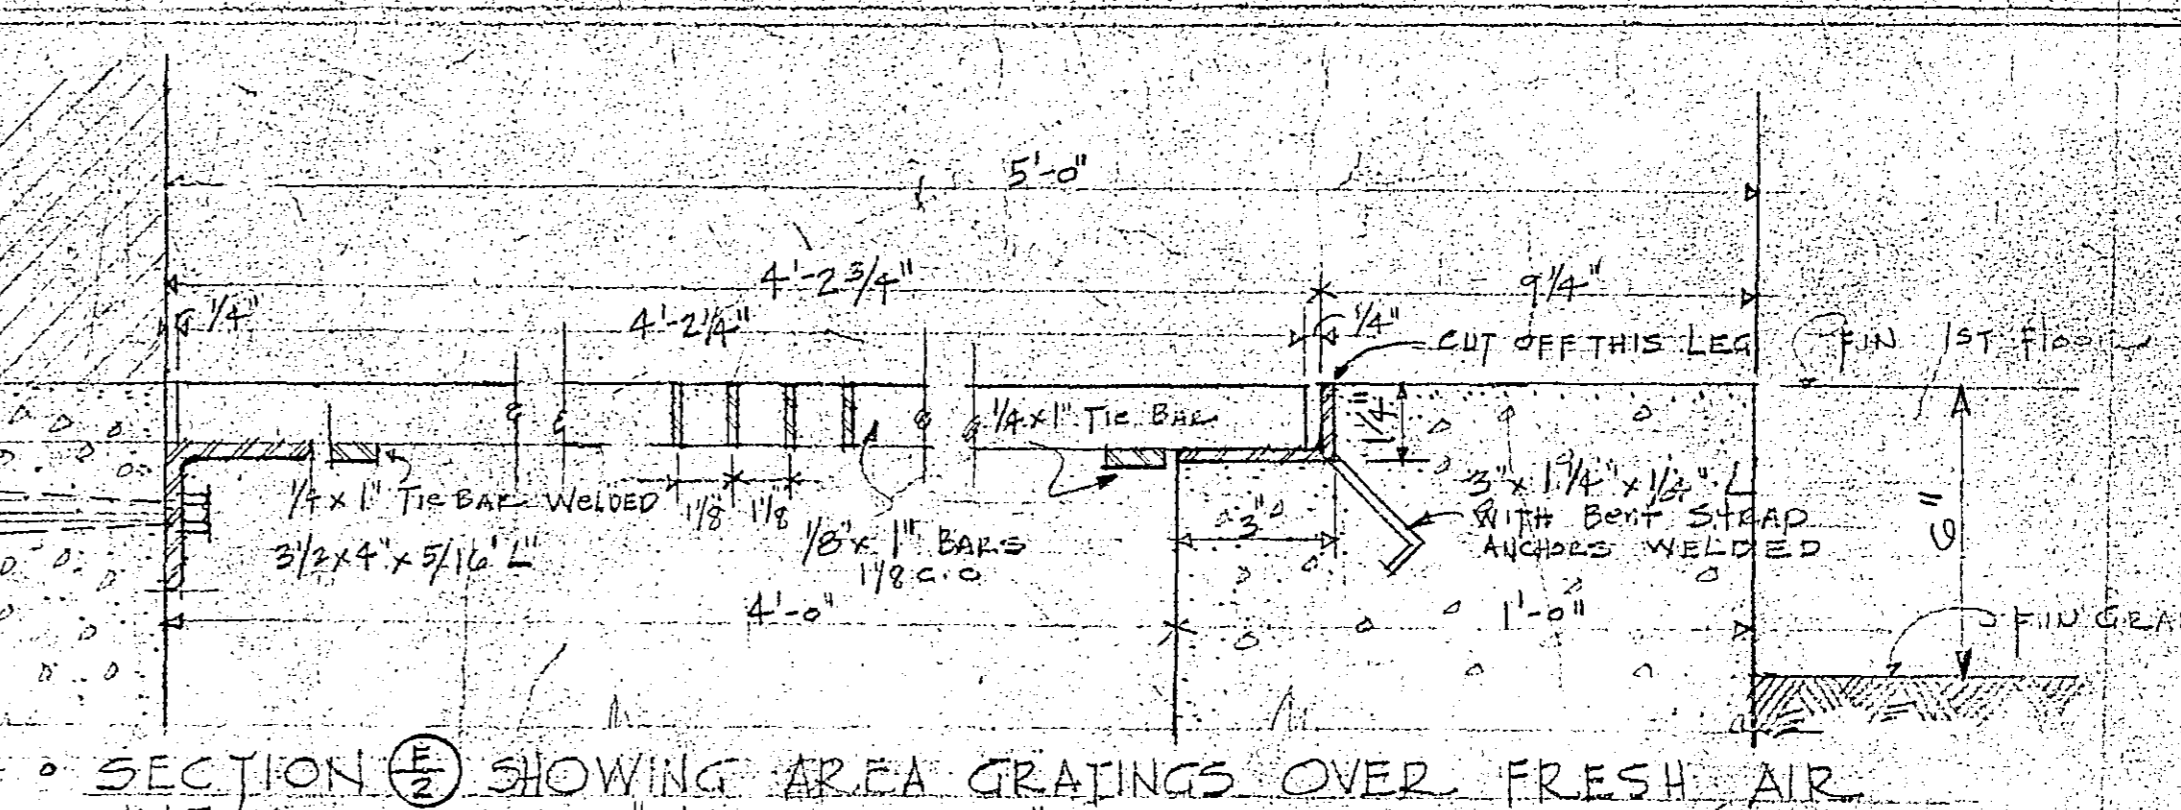 5'-0"
4'-2 3/4"
9 1/4"
1/4"
4'-2 1/4"
1/4"
CUT OFF THIS LEG
FIN 1ST Floor
1/4 x 1" TIE BAR
1 1/4"
1/4 x 1" TIE BAR WELDED
3 1/2 x 4" x 5/16" L
1 1/8 1 1/8
1/8" x 1" BARS
1 1/8 C.C
3"
3" x 1 1/4" x 1/4" L
WITH BENT STRAP
ANCHORS WELDED
6"
4'-0"
1'-0"
FIN GRA
SECTION E/2 SHOWING AREA GRATINGS OVER FRESH AIR